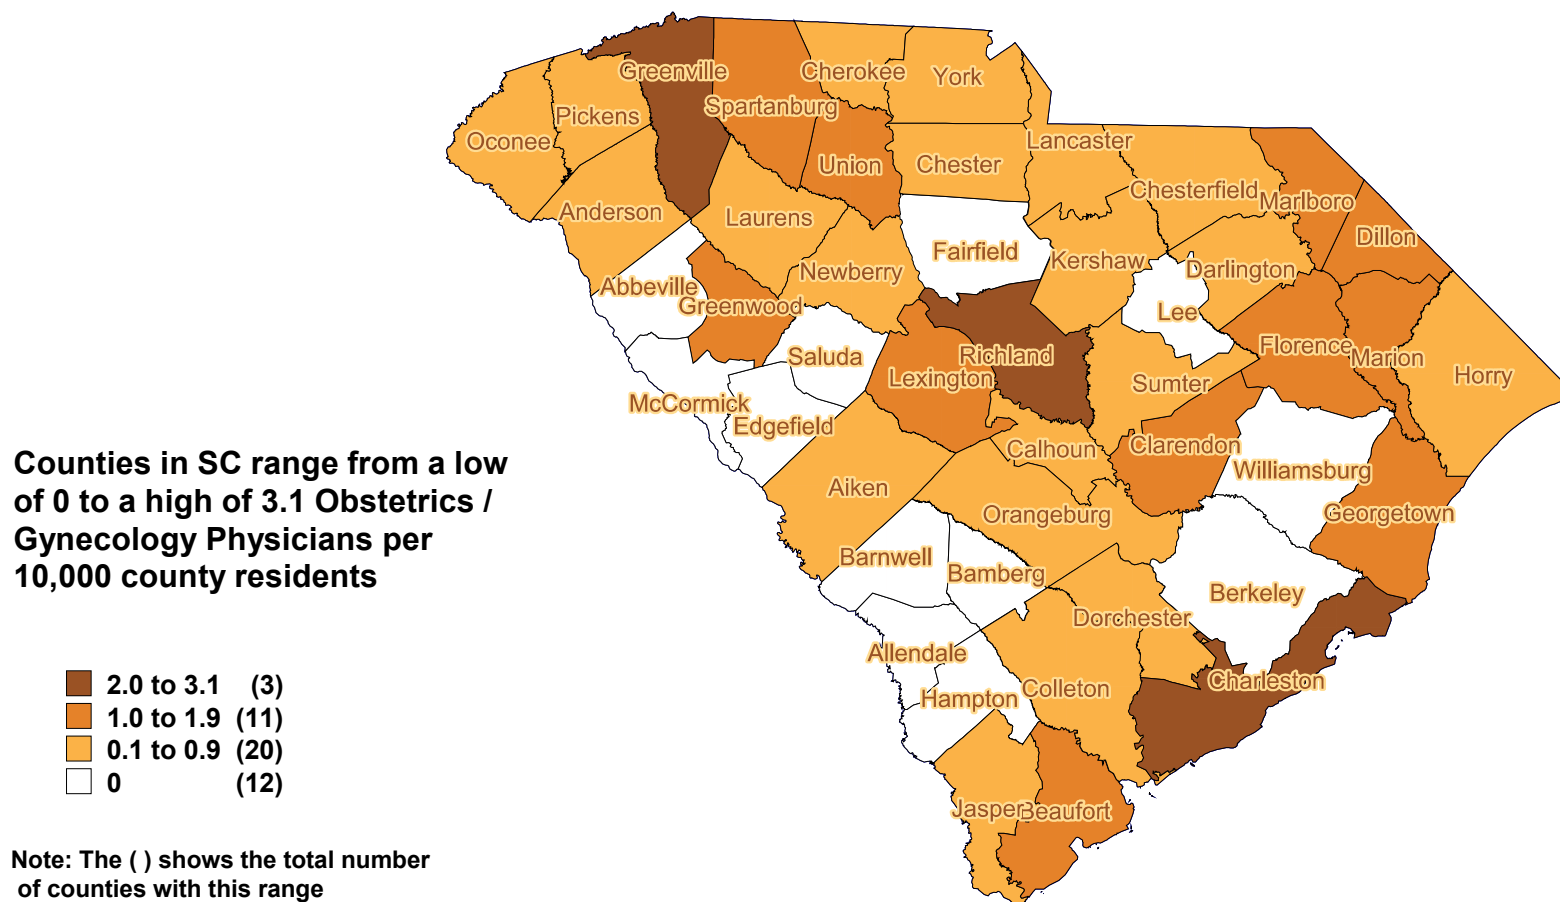 Greenville
Cherokee
York
Spartanburg
Pickens
Oconee
Union
Chester
Lancaster
Chesterfield
Marlboro
Anderson
Laurens
Dillon
Fairfield
Kershaw
Newberry
Darlington
Abbeville
Greenwood
Lee
Saluda
Richland
Florence
Marion
Lexington
Sumter
Horry
McCormick
Edgefield
Calhoun
Clarendon
Williamsburg
Aiken
Orangeburg
Georgetown
Barnwell
Bamberg
Berkeley
Dorchester
Allendale
Hampton
Colleton
Charleston
Jasper
Beaufort
Counties in SC range from a low
of 0 to a high of 3.1 Obstetrics /
Gynecology Physicians per
10,000 county residents
2.0 to 3.1 (3)
1.0 to 1.9 (11)
0.1 to 0.9 (20)
0 (12)
Note: The ( ) shows the total number
of counties with this range